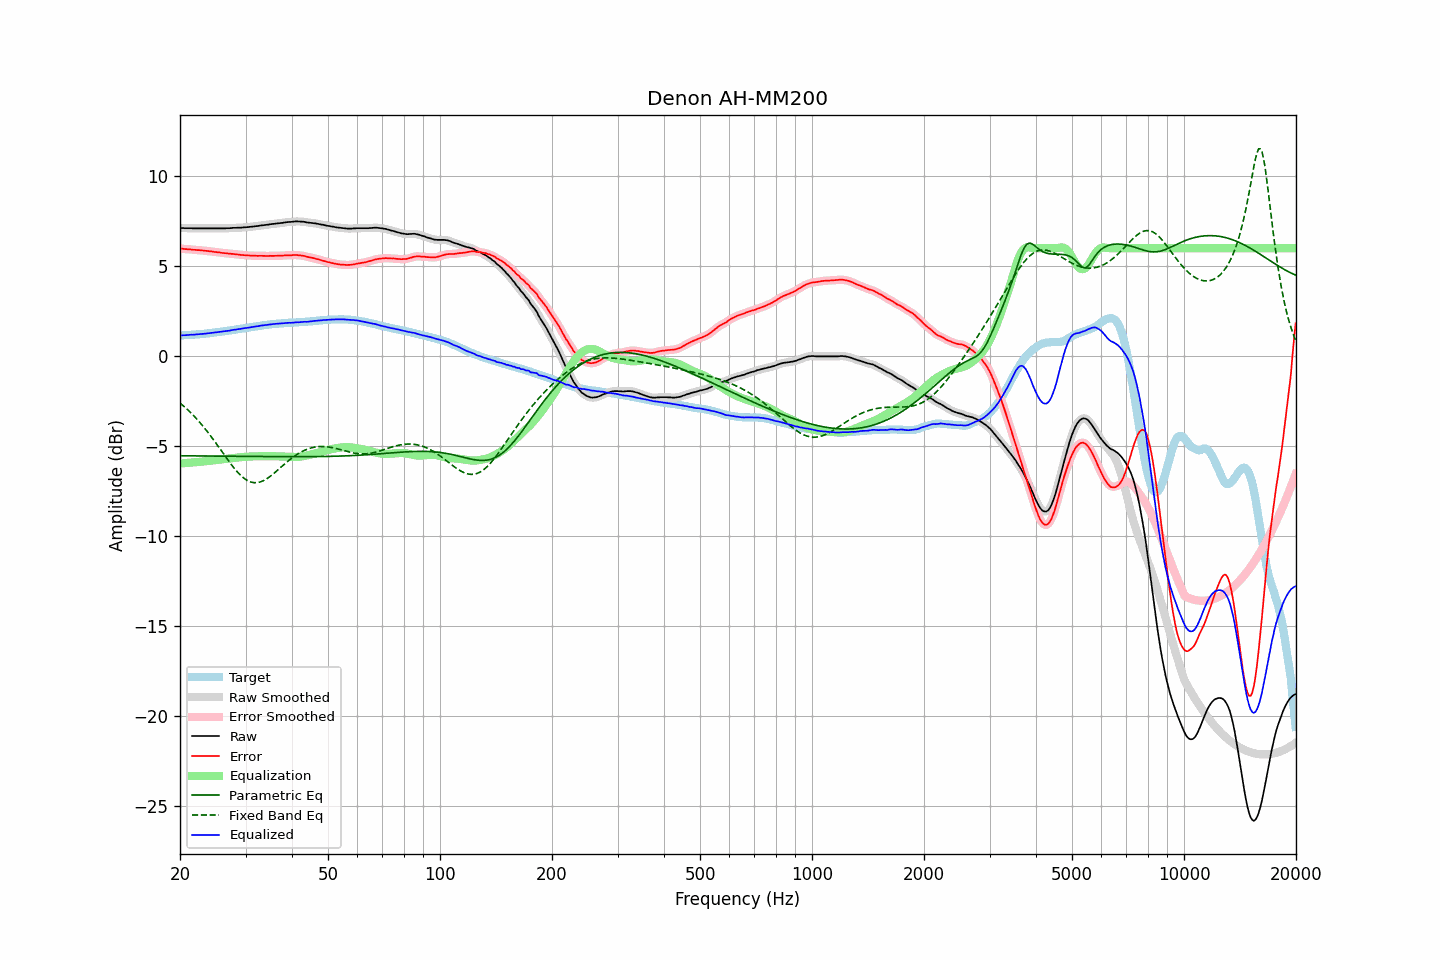 Denon AH-MM200
Amplitude (dBr)
10
5
0
−5
−10
−15
−20
−25
Target
Raw Smoothed
Error Smoothed
Raw
Error
Equalization
Parametric Eq
Fixed Band Eq
Equalized
20 50 100 200 500 1000 2000 5000 10000 20000
Frequency (Hz)